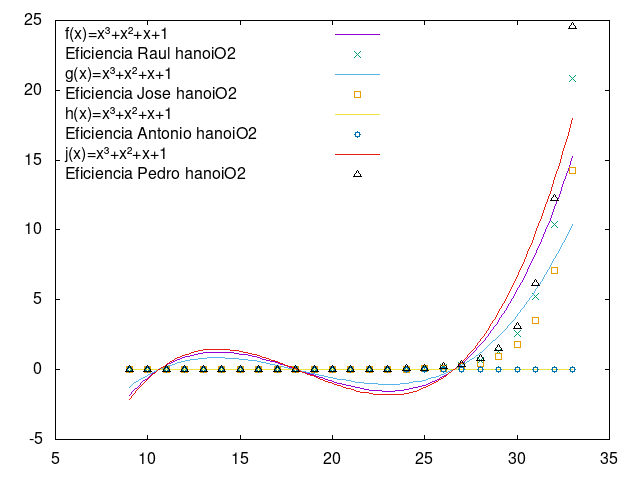 f(x)=x³+x²+x+1
Eficiencia Raul hanoiO2
g(x)=x³+x²+x+1
Eficiencia Jose hanoiO2
h(x)=x³+x²+x+1
Eficiencia Antonio hanoiO2
j(x)=x³+x²+x+1
Eficiencia Pedro hanoiO2
25
20
15
10
5
0
-5
5
10
15
20
25
30
35